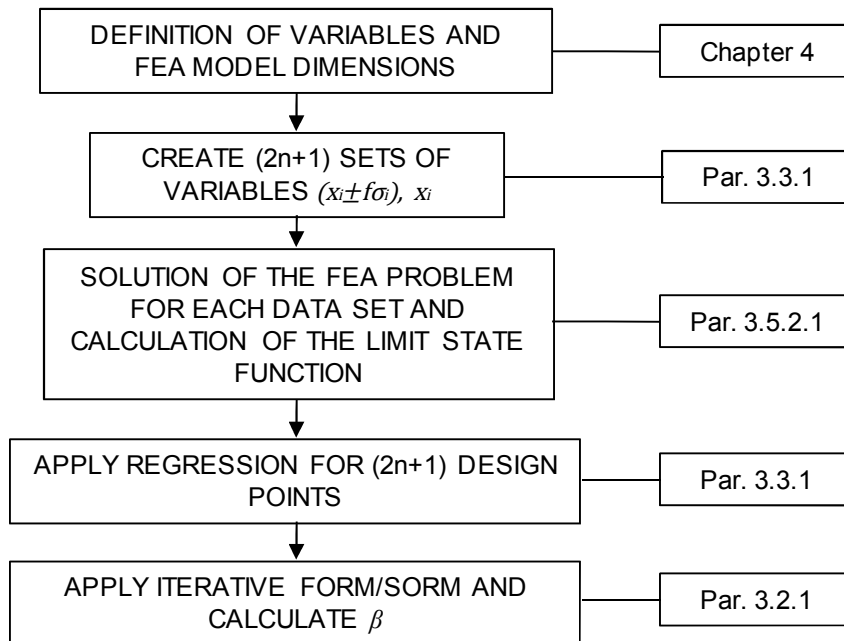 DEFINITION OF VARIABLES AND
FEA MODEL DIMENSIONS
Chapter 4
CREATE (2n+1) SETS OF
VARIABLES (xi±fσi), xi
Par. 3.3.1
SOLUTION OF THE FEA PROBLEM
FOR EACH DATA SET AND
CALCULATION OF THE LIMIT STATE
FUNCTION
Par. 3.5.2.1
APPLY REGRESSION FOR (2n+1) DESIGN
POINTS
Par. 3.3.1
APPLY ITERATIVE FORM/SORM AND
CALCULATE β
Par. 3.2.1